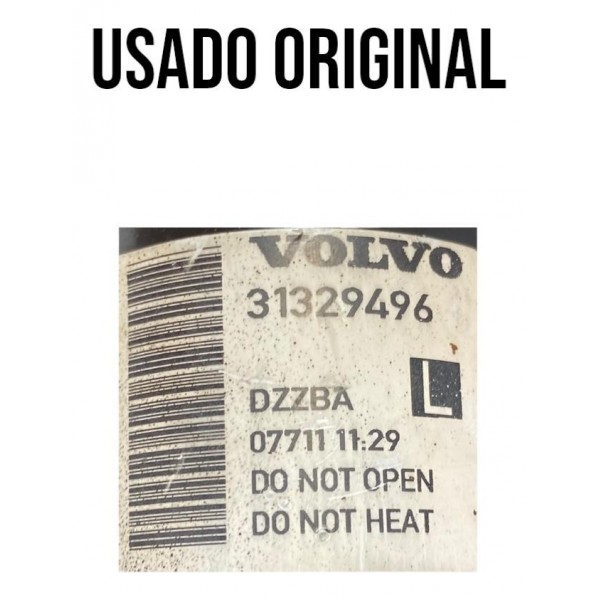 USADO ORIGINAL
VOLVO
31329496
DZZBA L
07711 11:29
DO NOT OPEN
DO NOT HEAT